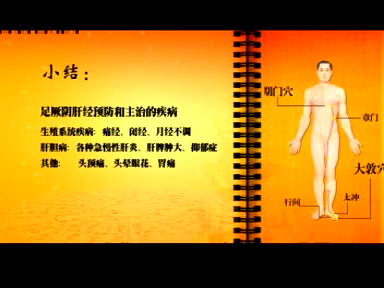 小结：
足厥阴肝经预防和主治的疾病
生殖系统疾病: 痛经、闭经、月经不调
肝胆病: 各种急慢性肝炎、肝脾肿大、抑郁症
其他: 头顶痛、头晕眼花、胃痛
期门穴
章门
大敦穴
行间
太冲